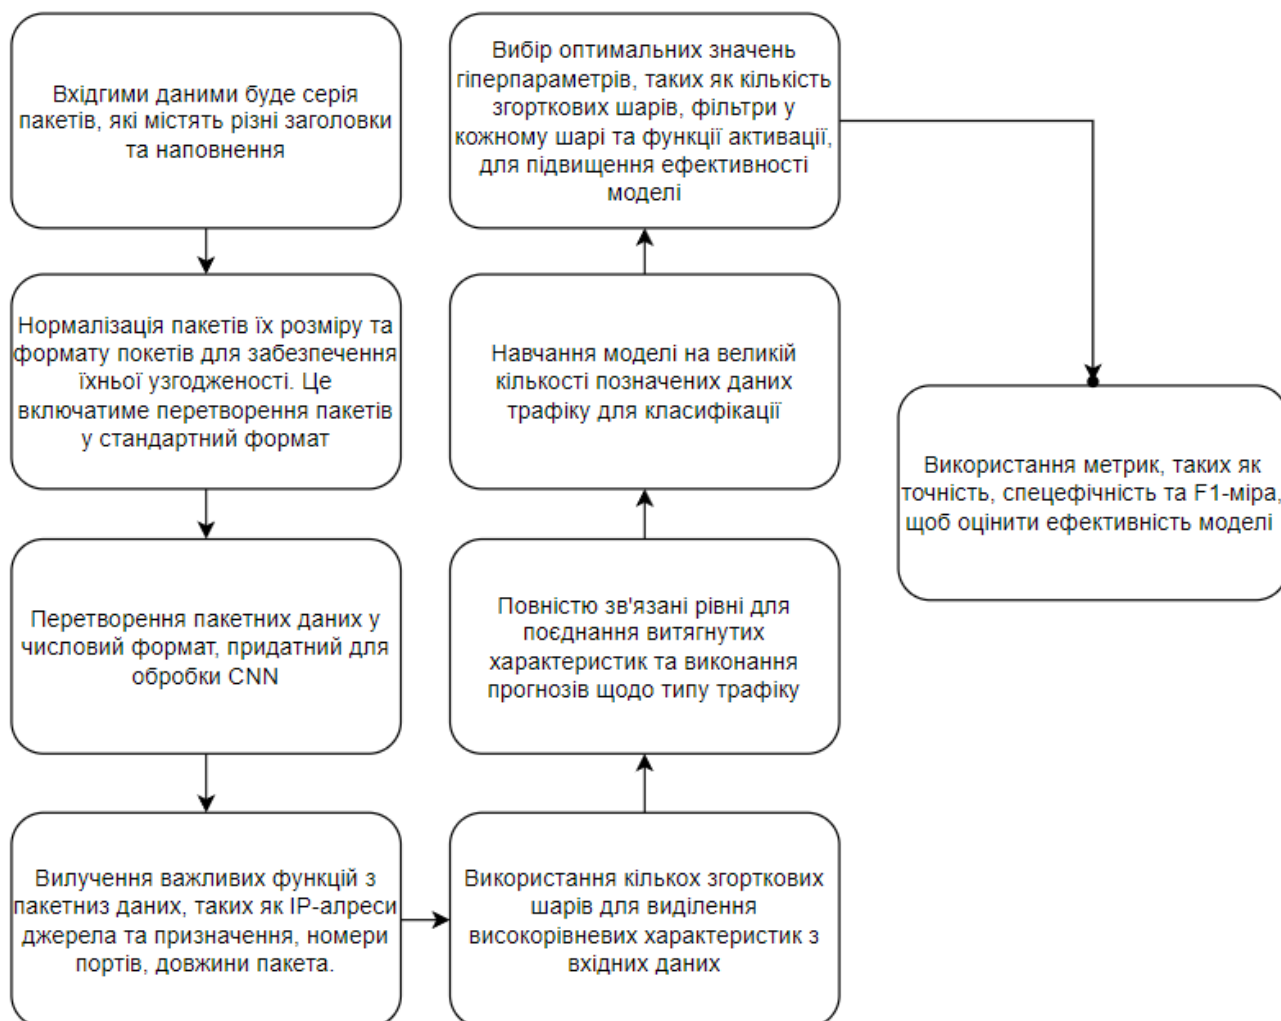 Вхідгими даними буде серія
пакетів, які містять різні заголовки
та наповнення
Нормалізація пакетів їх розміру та
формату покетів для забезпечення
їхньої узгодженості. Це
включатиме перетворення пакетів
у стандартний формат
Перетворення пакетних даних у
числовий формат, придатний для
обробки CNN
Вилучення важливих функцій з
пакетниз даних, таких як IP-алреси
джерела та призначення, номери
портів, довжини пакета.
Використання кількох згорткових
шарів для виділення
високорівневих характеристик з
вхідних даних
Повністю зв'язані рівні для
поєднання витягнутих
характеристик та виконання
прогнозів щодо типу трафіку
Навчання моделі на великій
кількості позначених даних
трафіку для класифікації
Вибір оптимальних значень
гіперпараметрів, таких як кількість
згорткових шарів, фільтри у
кожному шарі та функції активації,
для підвищення ефективності
моделі
Використання метрик, таких як
точність, спецефічність та F1-міра,
щоб оцінити ефективність моделі